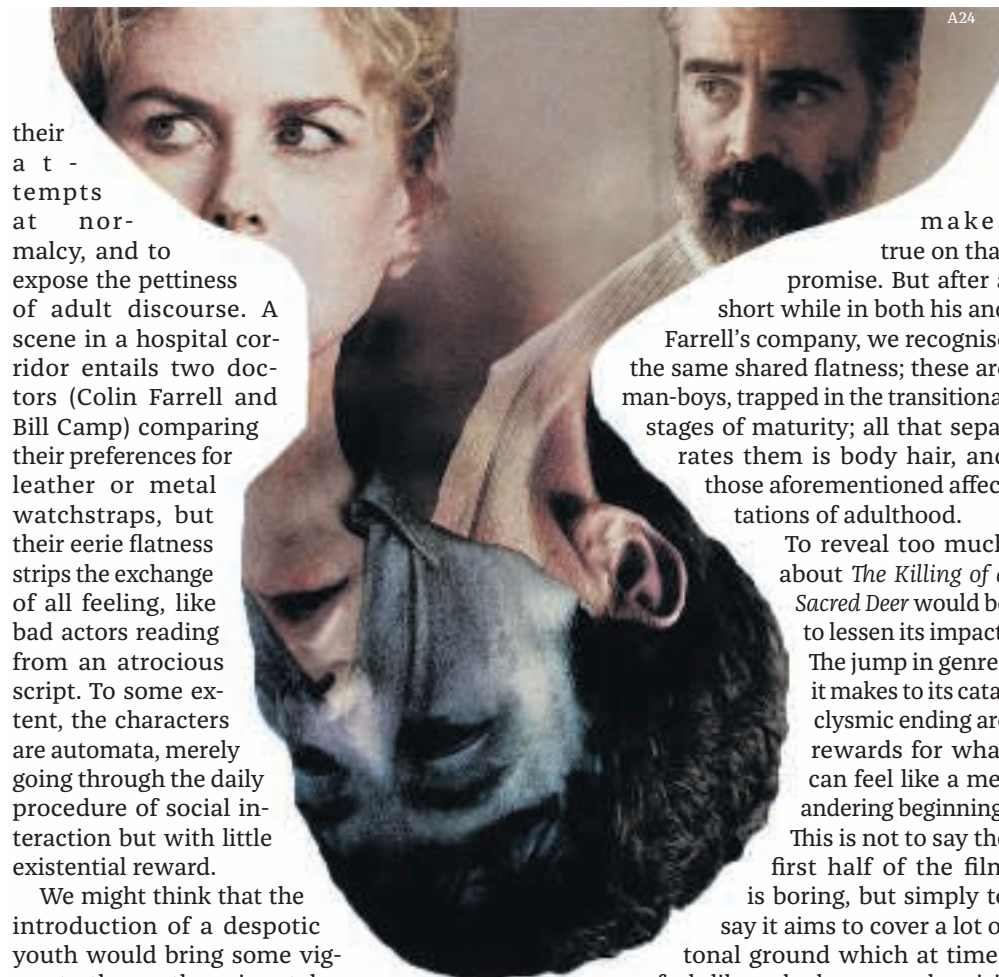 A24
their
at-
tempts
at nor-
malcy, and to
expose the pettiness
of adult discourse. A
scene in a hospital cor-
ridor entails two doc-
tors (Colin Farrell and
Bill Camp) comparing
their preferences for
leather or metal
watchstraps, but
their eerie flatness
strips the exchange
of all feeling, like
bad actors reading
from an atrocious
script. To some ex-
tent, the characters
are automata, merely
going through the daily
procedure of social in-
teraction but with little
existential reward.
We might think that the
introduction of a despotic
youth would bring some vig-
make
true on tha
promise. But after
short while in both his and
Farrell's company, we recognis
the same shared flatness; these are
man-boys, trapped in the transitiona
stages of maturity; all that sepa
rates them is body hair, and
those aforementioned affec
tations of adulthood.
To reveal too much
about The Killing of a
Sacred Deer would be
to lessen its impact
The jump in genre
it makes to its cata
clysmic ending are
rewards for wha
can feel like a me
andering beginning
This is not to say the
first half of the film
is boring, but simply to
say it aims to cover a lot o
tonal ground which at time